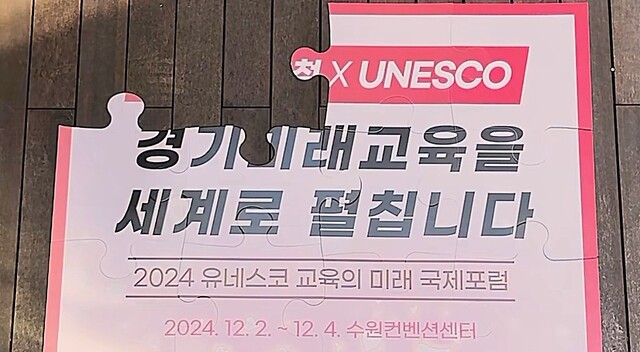 청 X UNESCO
경기미래교육을
세계로 펼칩니다
2024 유네스코 교육의 미래 국제포럼
2024. 12. 2. ~ 12. 4. 수원컨벤션센터